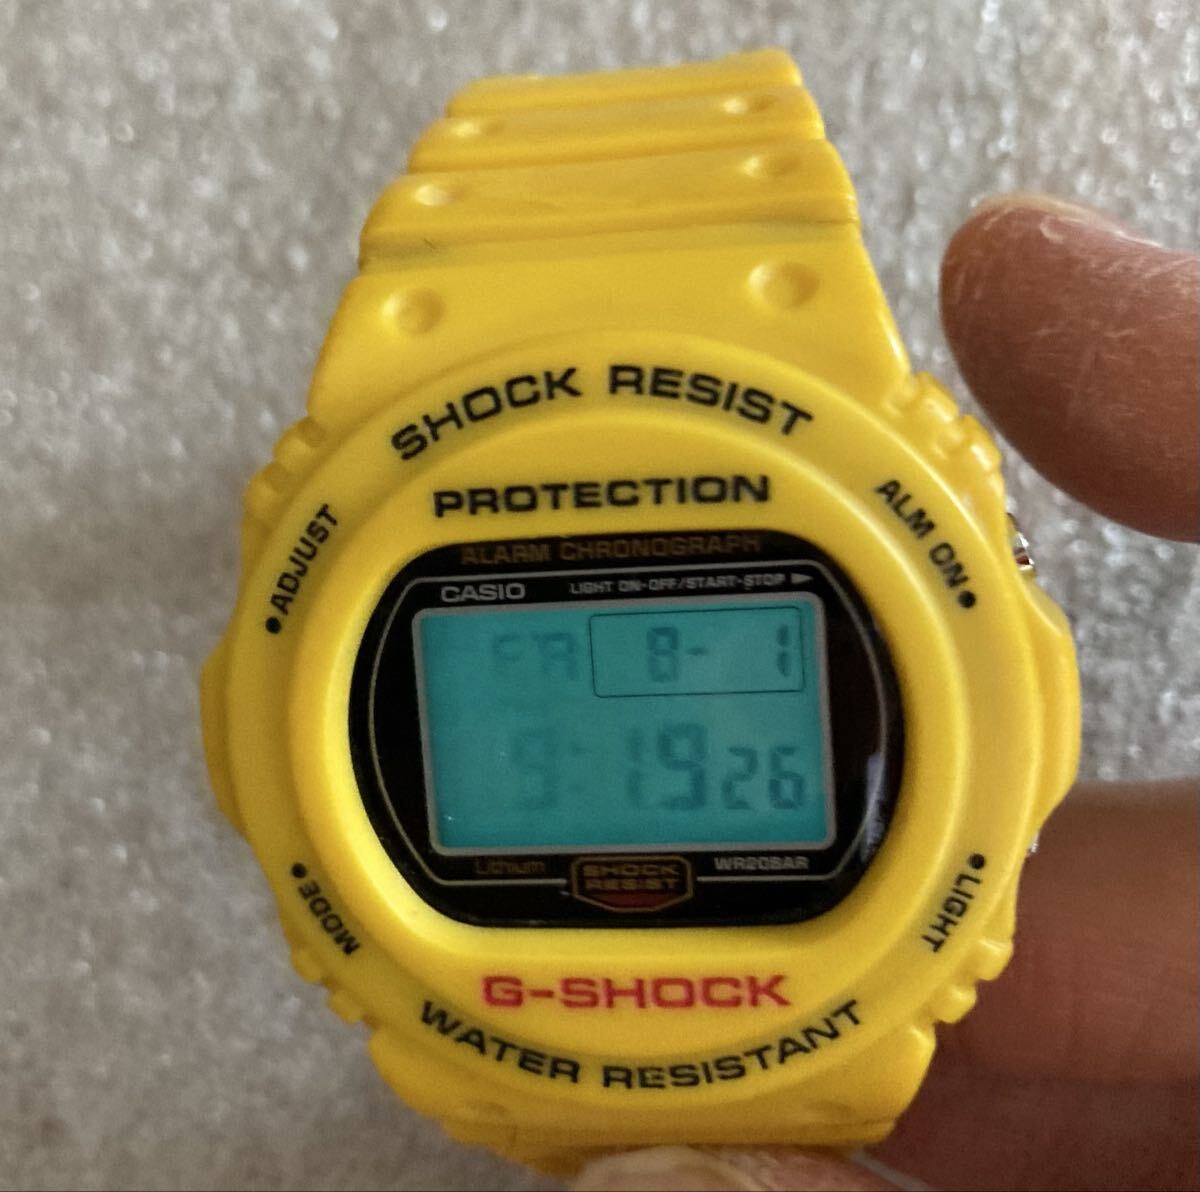 SHOCK RESIST
PROTECTION
•ADJUST
ALM ON•
ALARM CHRONOGRAPH
CASIO
LIGHT ON-OFF/START-STOP ►
FR 8- 1
9:19 26
Lithium
SHOCK
RESIST
WR20BAR
MODE•
•LIGHT
G-SHOCK
WATER RESISTANT